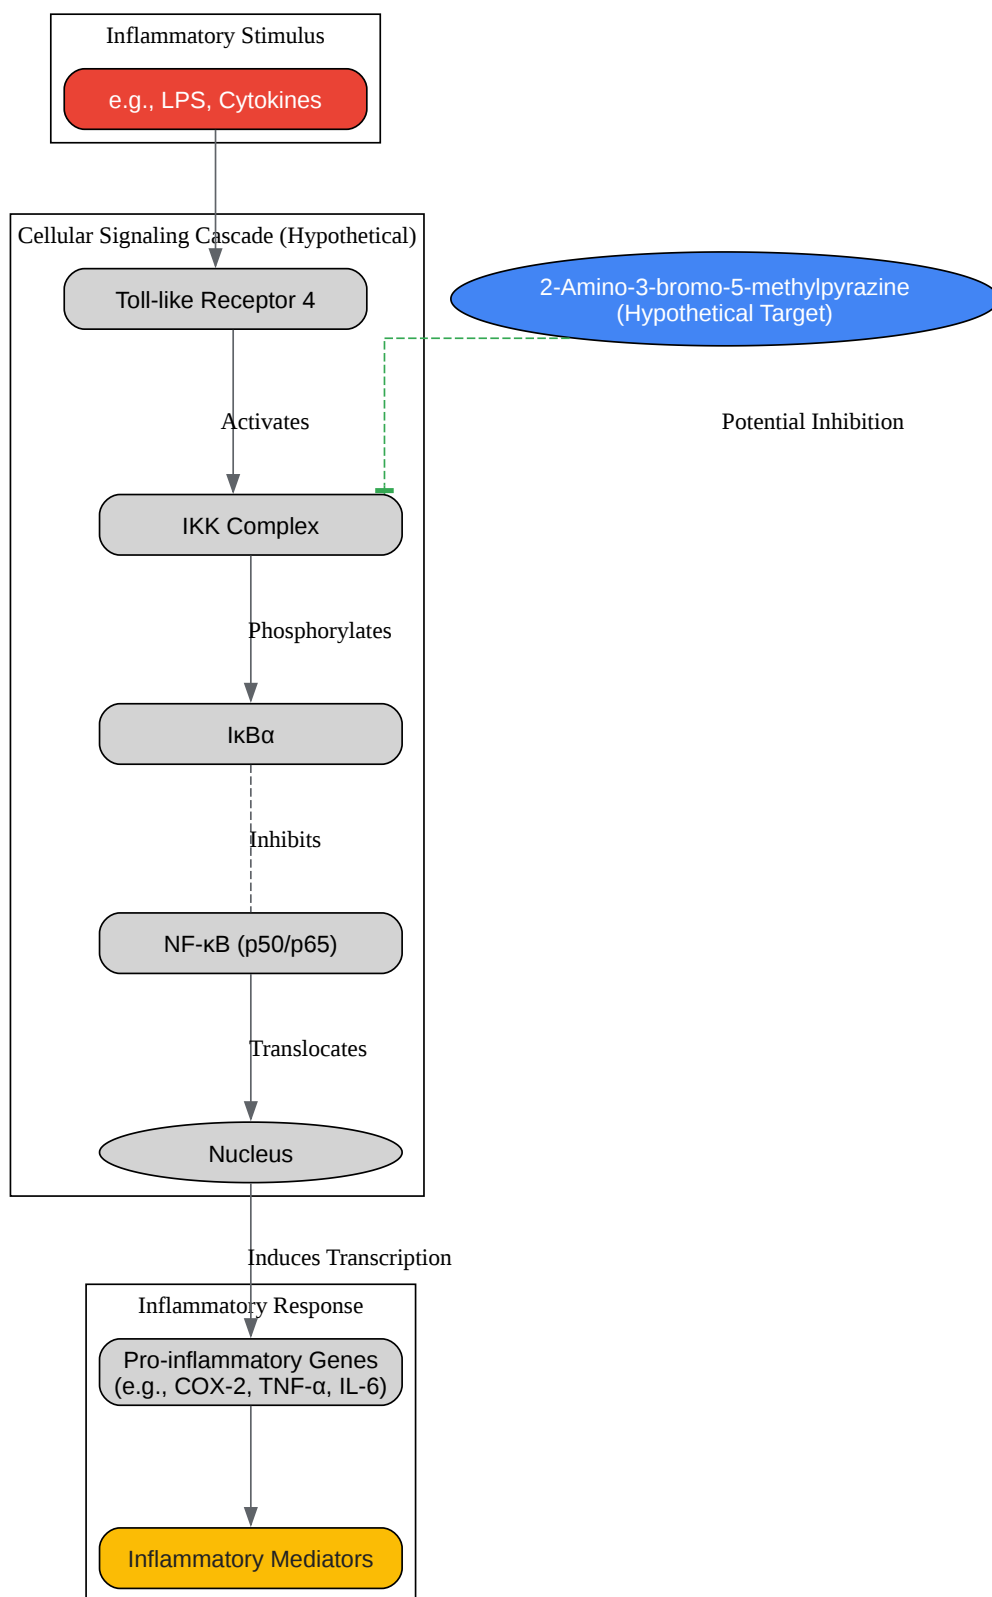 Inflammatory Stimulus
e.g., LPS, Cytokines
Cellular Signaling Cascade (Hypothetical)
Toll-like Receptor 4
2-Amino-3-bromo-5-methylpyrazine
(Hypothetical Target)
Activates
Potential Inhibition
IKK Complex
Phosphorylates
IκBα
Inhibits
NF-κB (p50/p65)
Translocates
Nucleus
Induces Transcription
Inflammatory Response
Pro-inflammatory Genes
(e.g., COX-2, TNF-α, IL-6)
Inflammatory Mediators